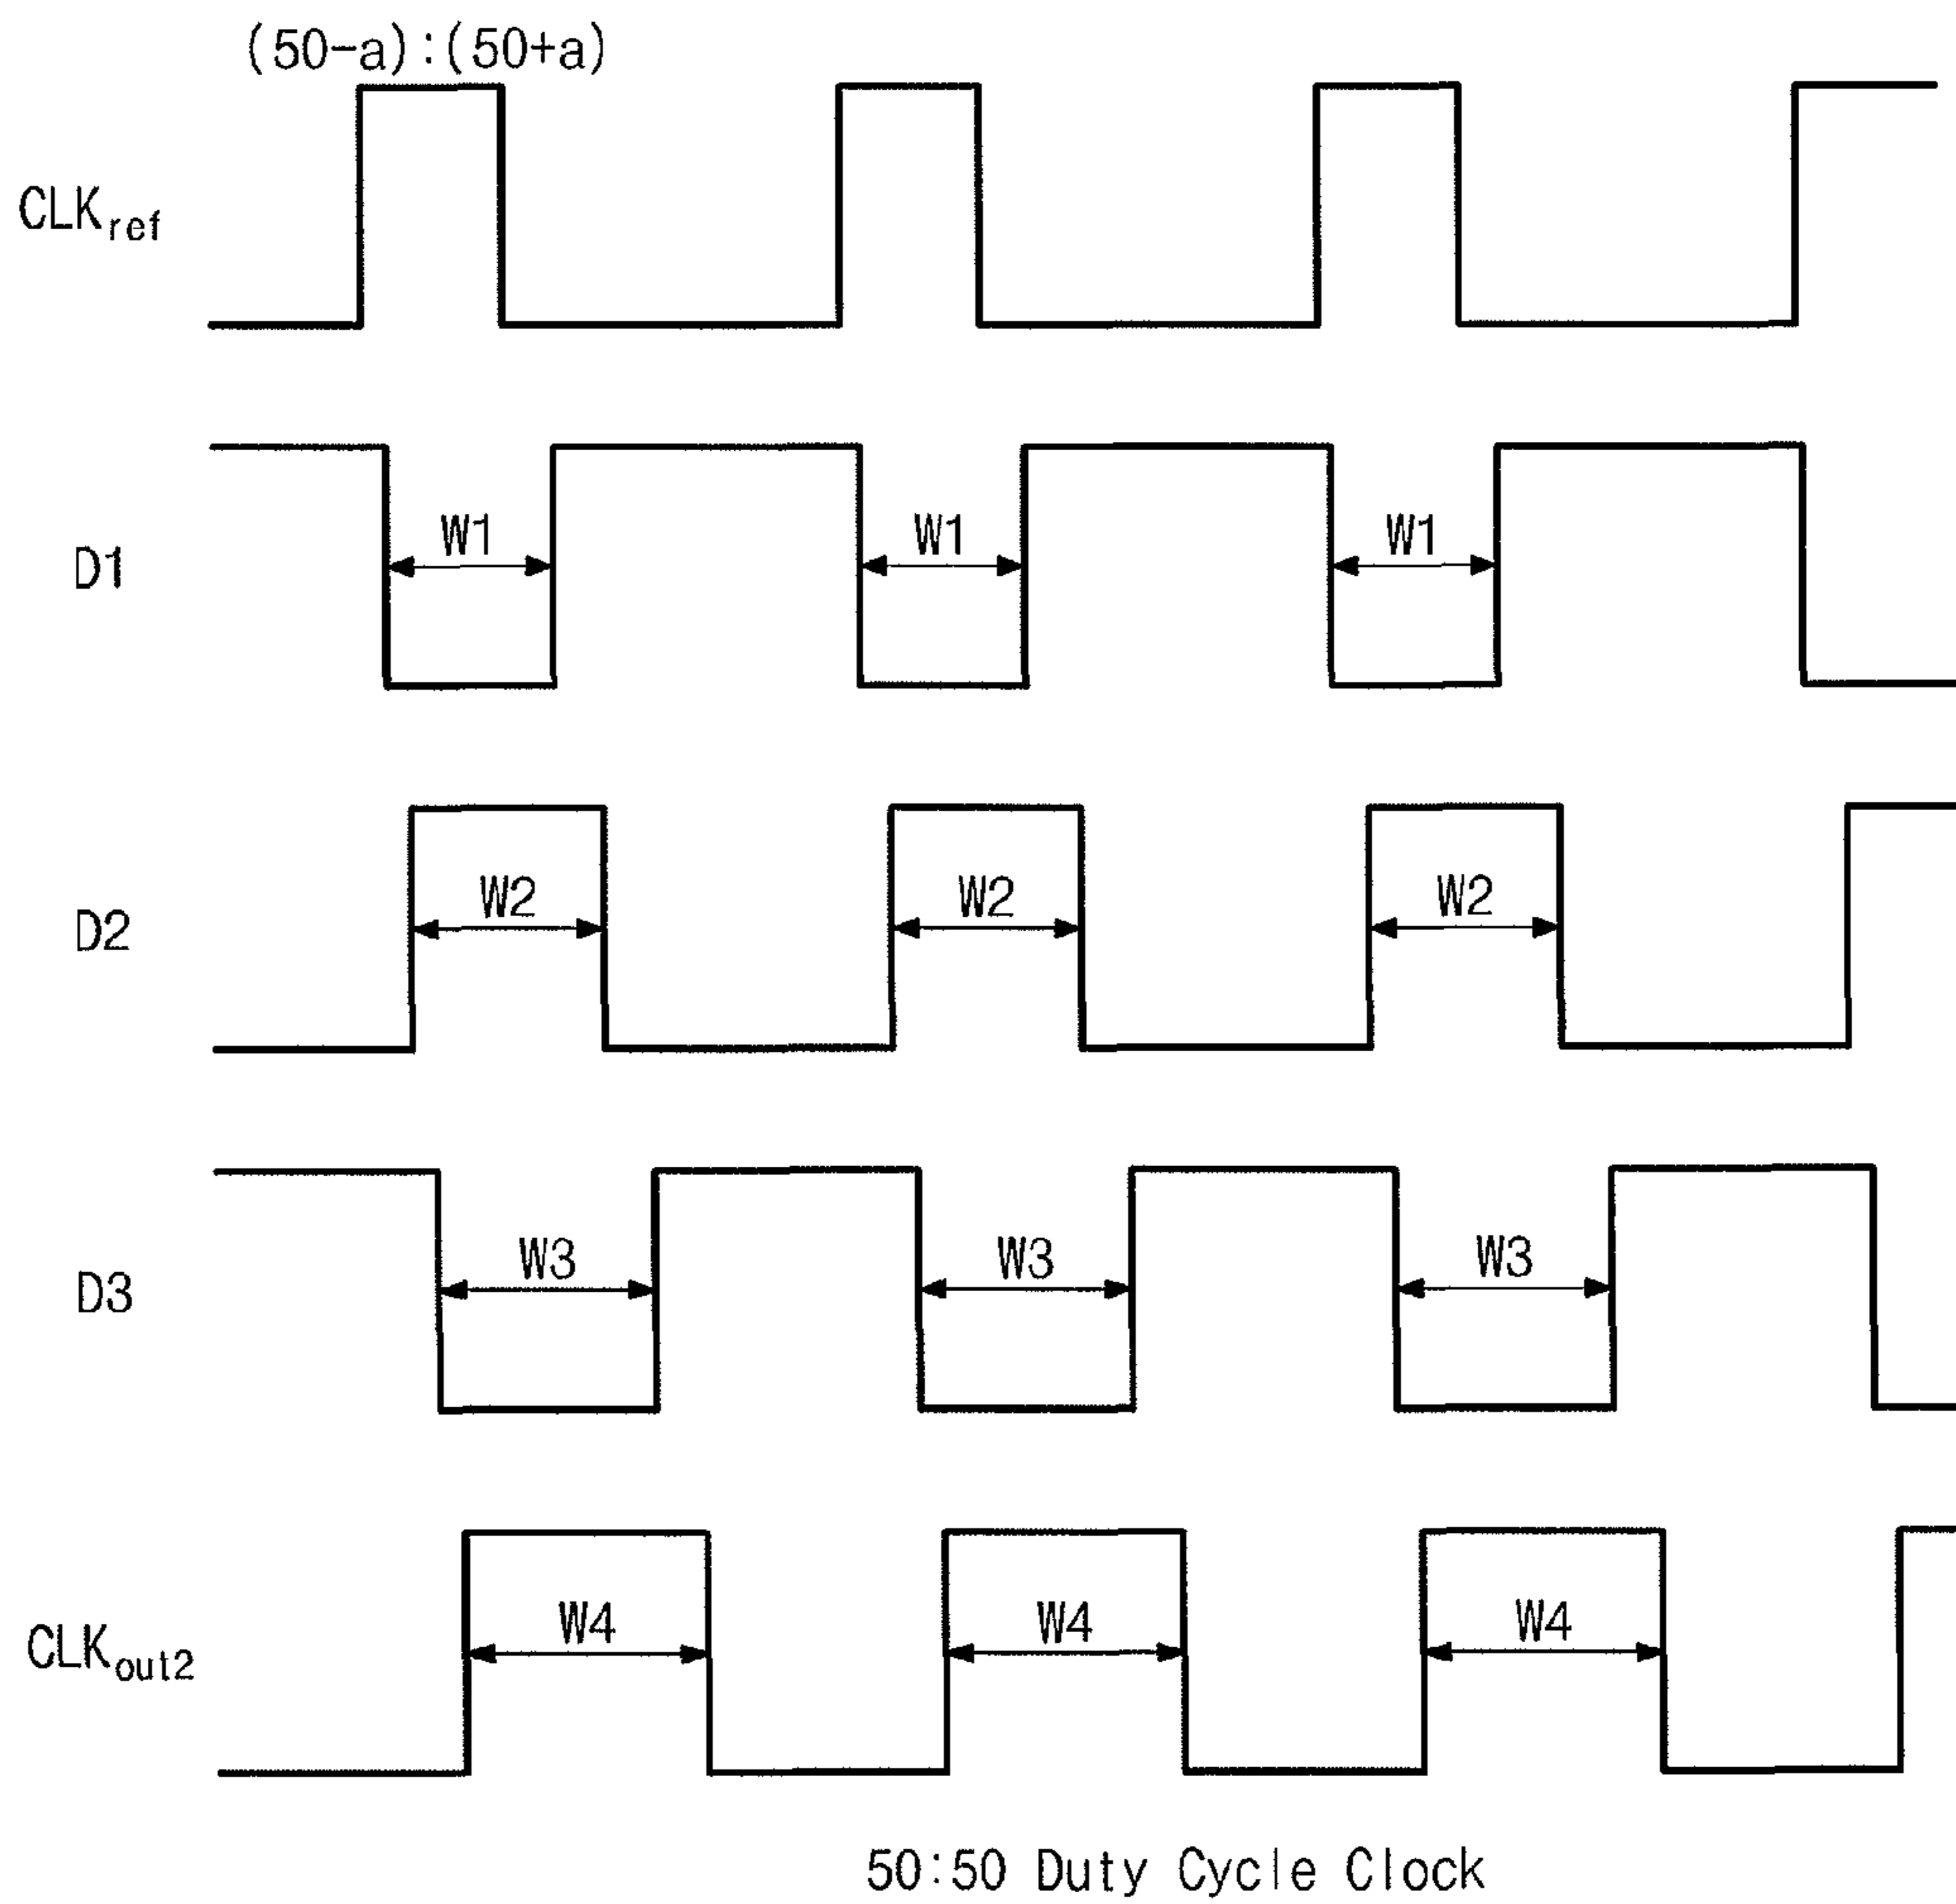 (50-a):(50+a)
CLKref
D1
W1 W1 W1
D2
W2 W2 W2
D3
W3 W3 W3
CLKout2
W4 W4 W4
50:50 Duty Cycle Clock